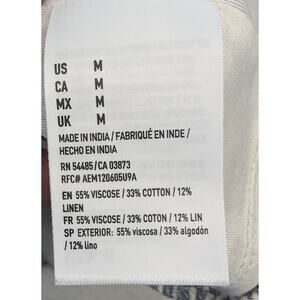 US M
CA M
MX M
UK M
MADE IN INDIA / FABRIQUÉ EN INDE /
HECHO EN INDIA
RN 54485 / CA 03873
RFC# AEM120605U9A
EN 55% VISCOSE / 33% COTTON / 12%
LINEN
FR 55% VISCOSE / 33% COTON / 12% LIN
SP EXTERIOR: 55% viscosa / 33% algodón
/ 12% lino